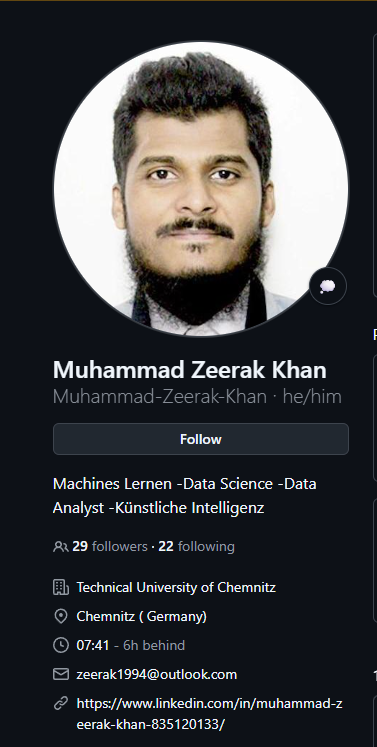 Muhammad Zeerak Khan
Muhammad-Zeerak-Khan · he/him
Follow
Machines Lernen -Data Science -Data
Analyst -Künstliche Intelligenz
29 followers · 22 following
Technical University of Chemnitz
Chemnitz ( Germany)
07:41 - 6h behind
zeerak1994@outlook.com
https://www.linkedin.com/in/muhammad-z
eerak-khan-835120133/